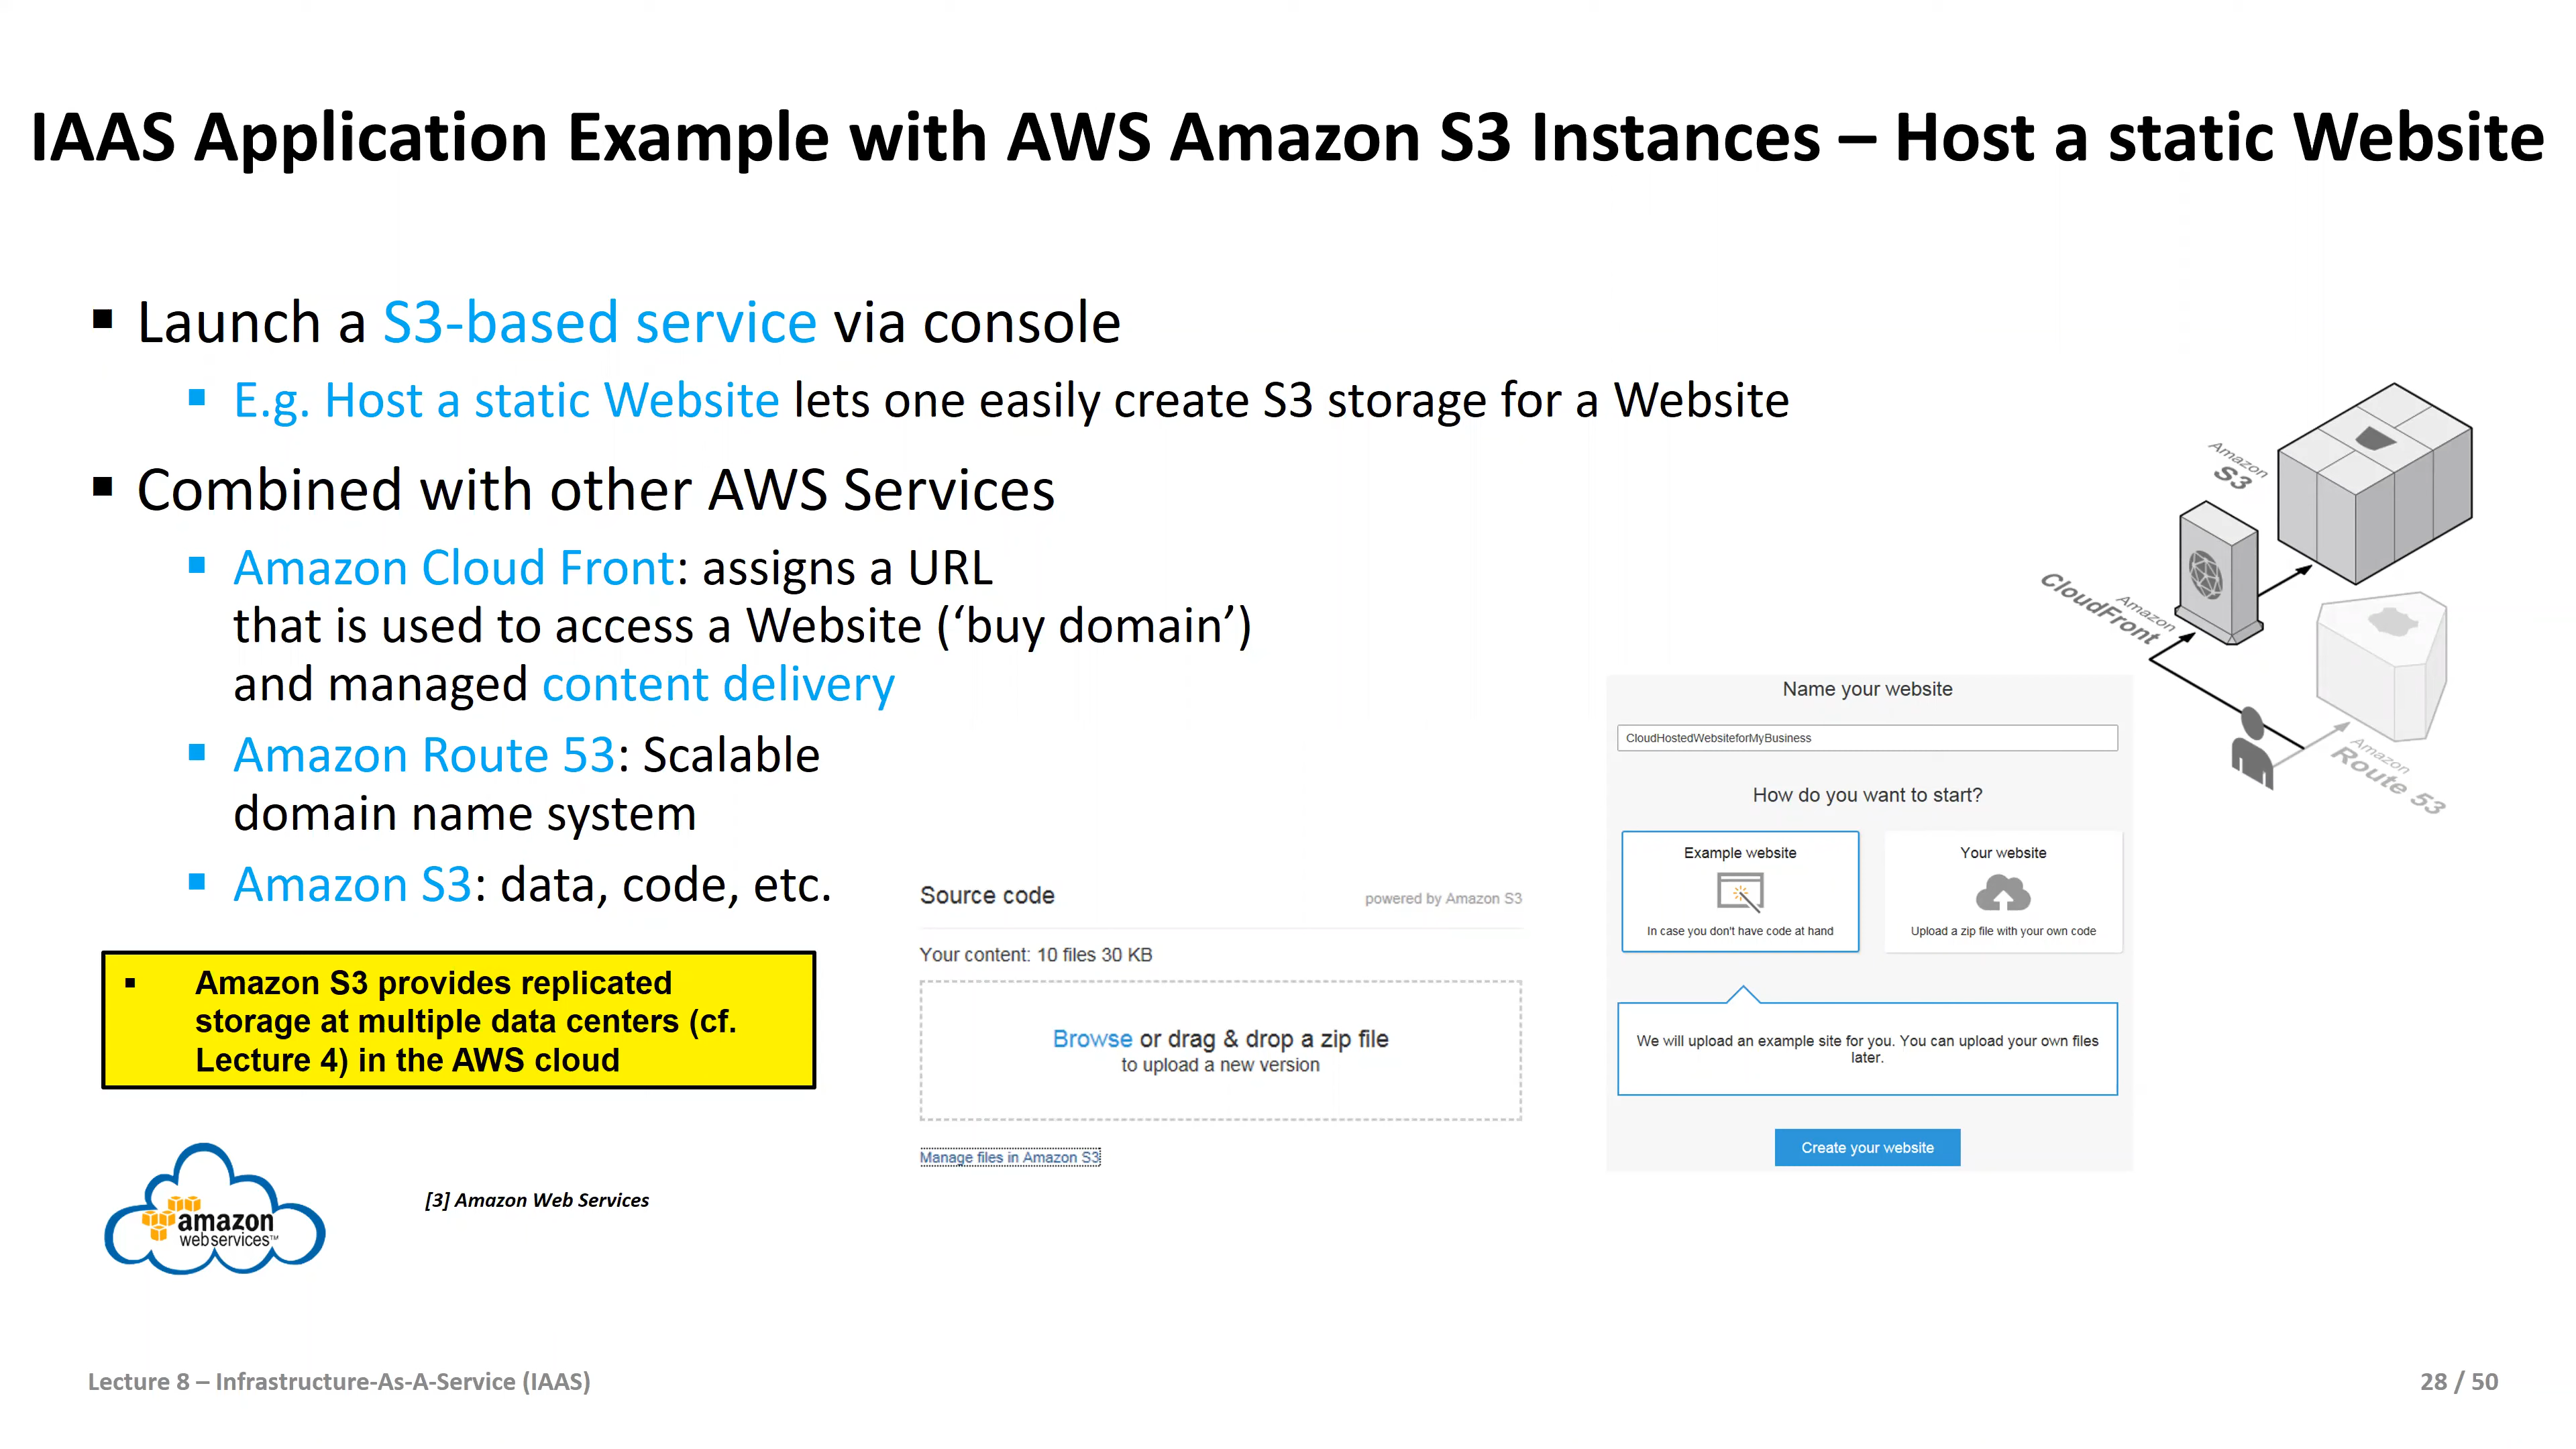 IAAS Application Example with AWS Amazon S3 Instances – Host a static Website
▪ Launch a S3-based service via console
▪ E.g. Host a static Website lets one easily create S3 storage for a Website
▪ Combined with other AWS Services
▪ Amazon Cloud Front: assigns a URL
that is used to access a Website (‘buy domain’)
and managed content delivery
▪ Amazon Route 53: Scalable
domain name system
▪ Amazon S3: data, code, etc.
▪ Amazon S3 provides replicated
storage at multiple data centers (cf.
Lecture 4) in the AWS cloud
amazon
webservices™
[3] Amazon Web Services
Source code
powered by Amazon S3
Your content: 10 files 30 KB
Browse or drag & drop a zip file
to upload a new version
Manage files in Amazon S3
Name your website
CloudHostedWebsiteforMyBusiness
How do you want to start?
Example website
In case you don't have code at hand
Your website
Upload a zip file with your own code
We will upload an example site for you. You can upload your own files
later.
Create your website
Amazon
S3
Amazon
CloudFront
Amazon
Route 53
Lecture 8 – Infrastructure-As-A-Service (IAAS)
28 / 50